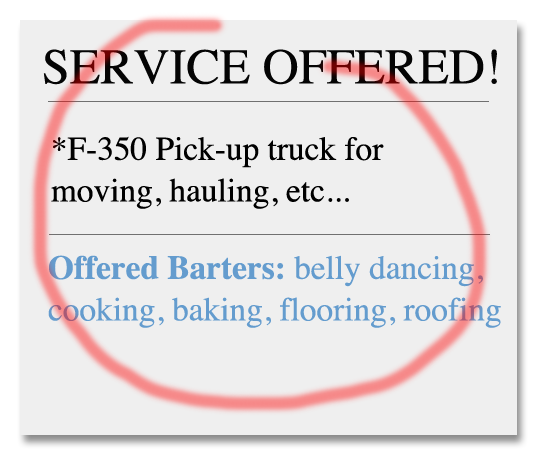 SERVICE OFFERED!
*F-350 Pick-up truck for
moving, hauling, etc...
Offered Barters: belly dancing,
cooking, baking, flooring, roofing